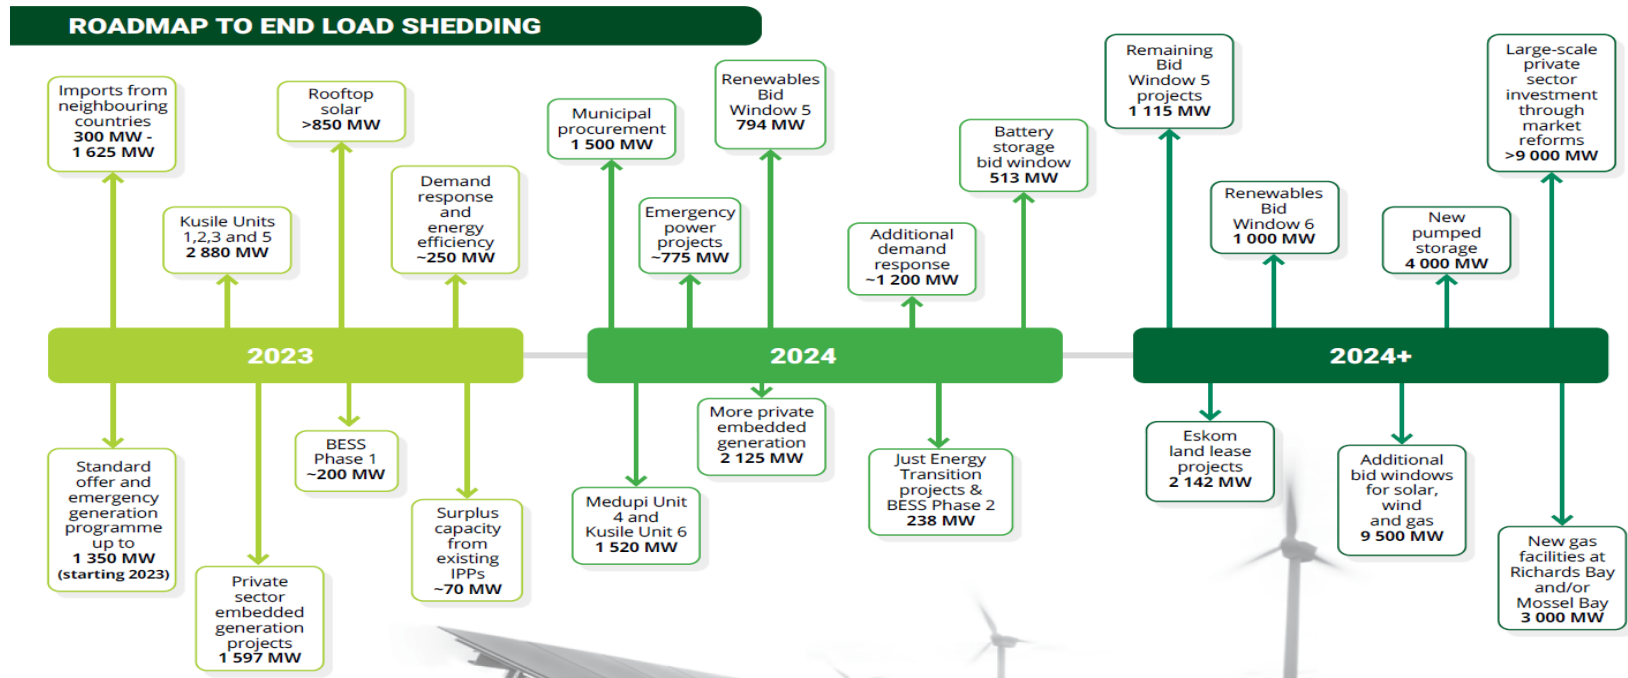 ROADMAP TO END LOAD SHEDDING
Imports from
neighbouring
countries
300 MW -
1 625 MW
Kusile Units
1,2,3 and 5
2 880 MW
Rooftop
solar
>850 MW
Demand
response
and
energy
efficiency
~250 MW
2023
Standard
offer and
emergency
generation
programme
up to
1 350 MW
(starting 2023)
Private
sector
embedded
generation
projects
1 597 MW
BESS
Phase 1
~200 MW
Surplus
capacity
from
existing
IPPs
~70 MW
Municipal
procurement
1 500 MW
Emergency
power
projects
~775 MW
Renewables
Bid
Window 5
794 MW
Additional
demand
response
~1 200 MW
Battery
storage
bid window
513 MW
2024
Medupi Unit
4 and
Kusile Unit 6
1 520 MW
More private
embedded
generation
2 125 MW
Just Energy
Transition
projects &
BESS Phase 2
238 MW
Remaining
Bid
Window 5
projects
1 115 MW
Renewables
Bid
Window 6
1 000 MW
New
pumped
storage
4 000 MW
Large-scale
private
sector
investment
through
market
reforms
>9 000 MW
2024+
Eskom
land lease
projects
2 142 MW
Additional
bid windows
for solar,
wind
and gas
9 500 MW
New gas
facilities at
Richards Bay
and/or
Mossel Bay
3 000 MW